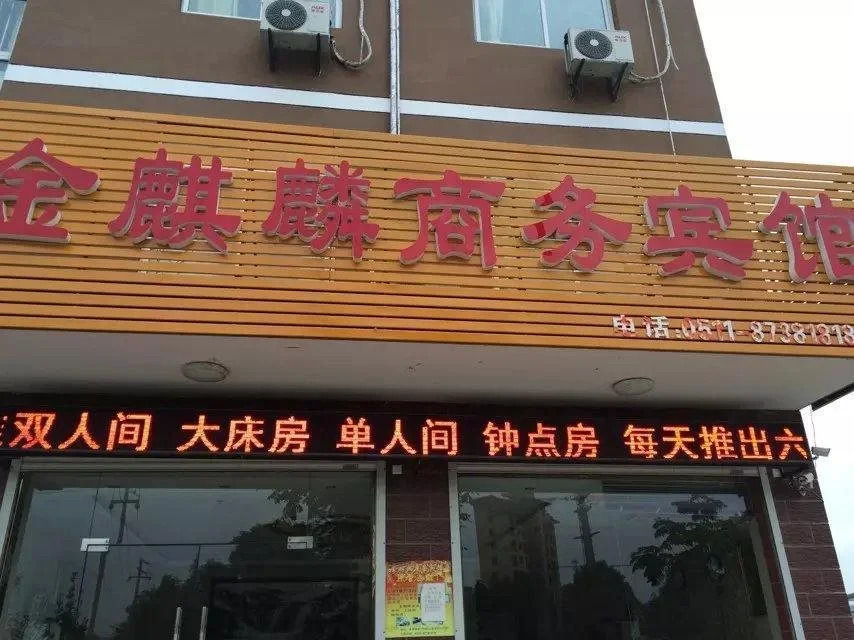 金麒麟商务宾馆
电话:0511-87381318
双人间 大床房 单人间 钟点房 每天推出六